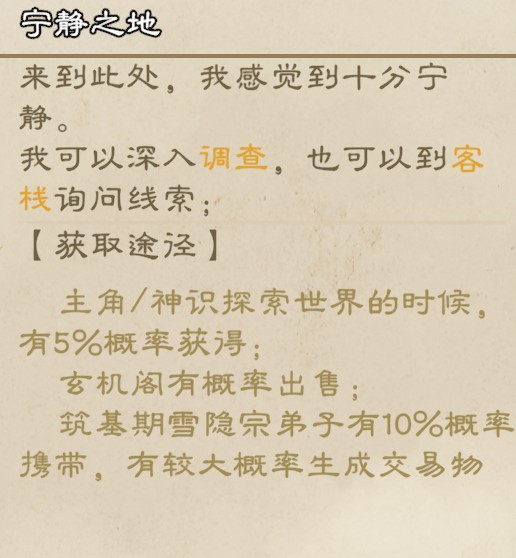 宁静之地
来到此处，我感觉到十分宁
静。
我可以深入调查，也可以到客
栈询问线索；
【获取途径】
主角/神识探索世界的时候，
有5%概率获得；
玄机阁有概率出售；
筑基期雪隐宗弟子有10%概率
携带，有较大概率生成交易物